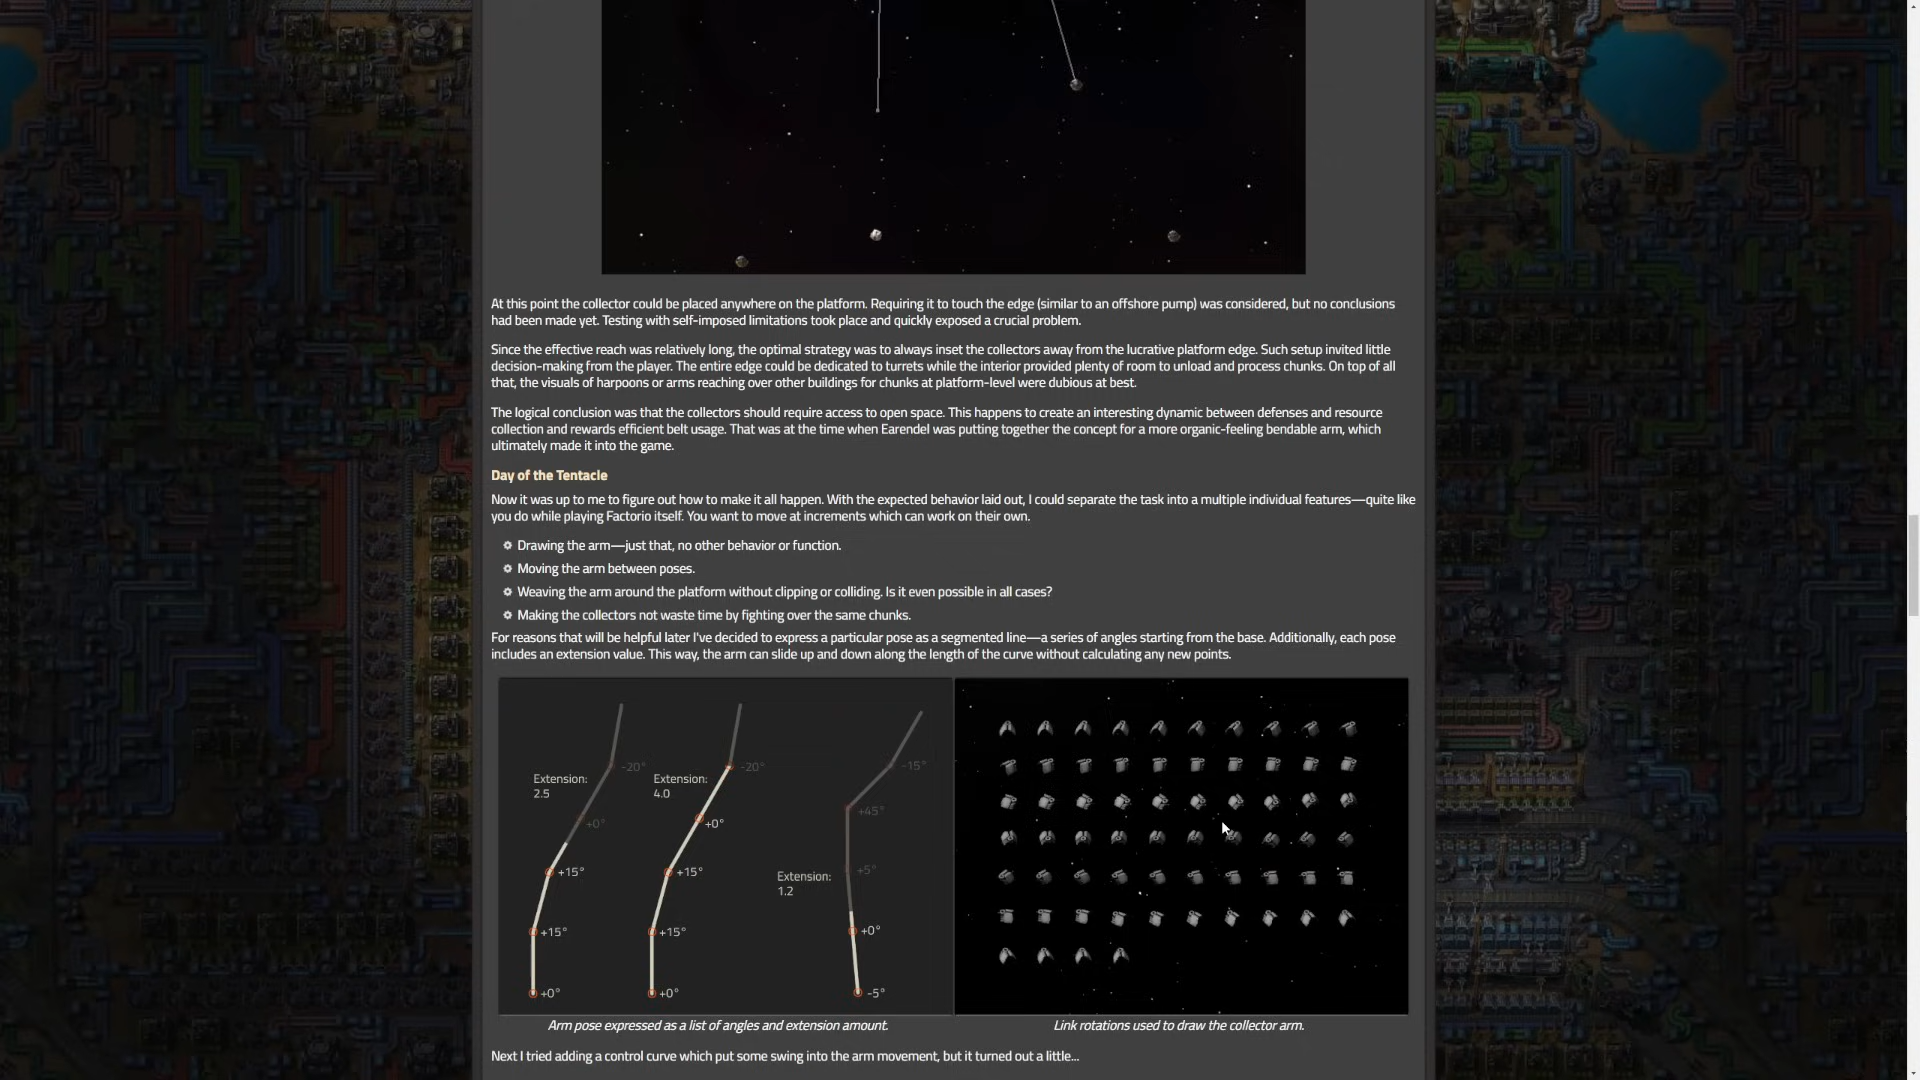 At this point the collector could be placed anywhere on the platform. Requiring it to touch the edge (similar to an offshore pump) was considered, but no conclusions
had been made yet. Testing with self-imposed limitations took place and quickly exposed a crucial problem.
Since the effective reach was relatively long, the optimal strategy was to always inset the collectors away from the lucrative platform edge. Such setup invited little
decision-making from the player. The entire edge could be dedicated to turrets while the interior provided plenty of room to unload and process chunks. On top of all
that, the visuals of harpoons or arms reaching over other buildings for chunks at platform-level were dubious at best.
The logical conclusion was that the collectors should require access to open space. This happens to create an interesting dynamic between defenses and resource
collection and rewards efficient belt usage. That was at the time when Earendel was putting together the concept for a more organic-feeling bendable arm, which
ultimately made it into the game.
Day of the Tentacle
Now it was up to me to figure out how to make it all happen. With the expected behavior laid out, I could separate the task into a multiple individual features—quite like
you do while playing Factorio itself. You want to move at increments which can work on their own.
Drawing the arm—just that, no other behavior or function.
Moving the arm between poses.
Weaving the arm around the platform without clipping or colliding. Is it even possible in all cases?
Making the collectors not waste time by fighting over the same chunks.
For reasons that will be helpful later I've decided to express a particular pose as a segmented line—a series of angles starting from the base. Additionally, each pose
includes an extension value. This way, the arm can slide up and down along the length of the curve without calculating any new points.
Extension:
2.5
-20°
+0°
+15°
+15°
+0°
Extension:
4.0
-20°
+0°
+15°
+15°
+0°
Extension:
1.2
-15°
+45°
+5°
+0°
-5°
Arm pose expressed as a list of angles and extension amount.
Link rotations used to draw the collector arm.
Next I tried adding a control curve which put some swing into the arm movement, but it turned out a little...